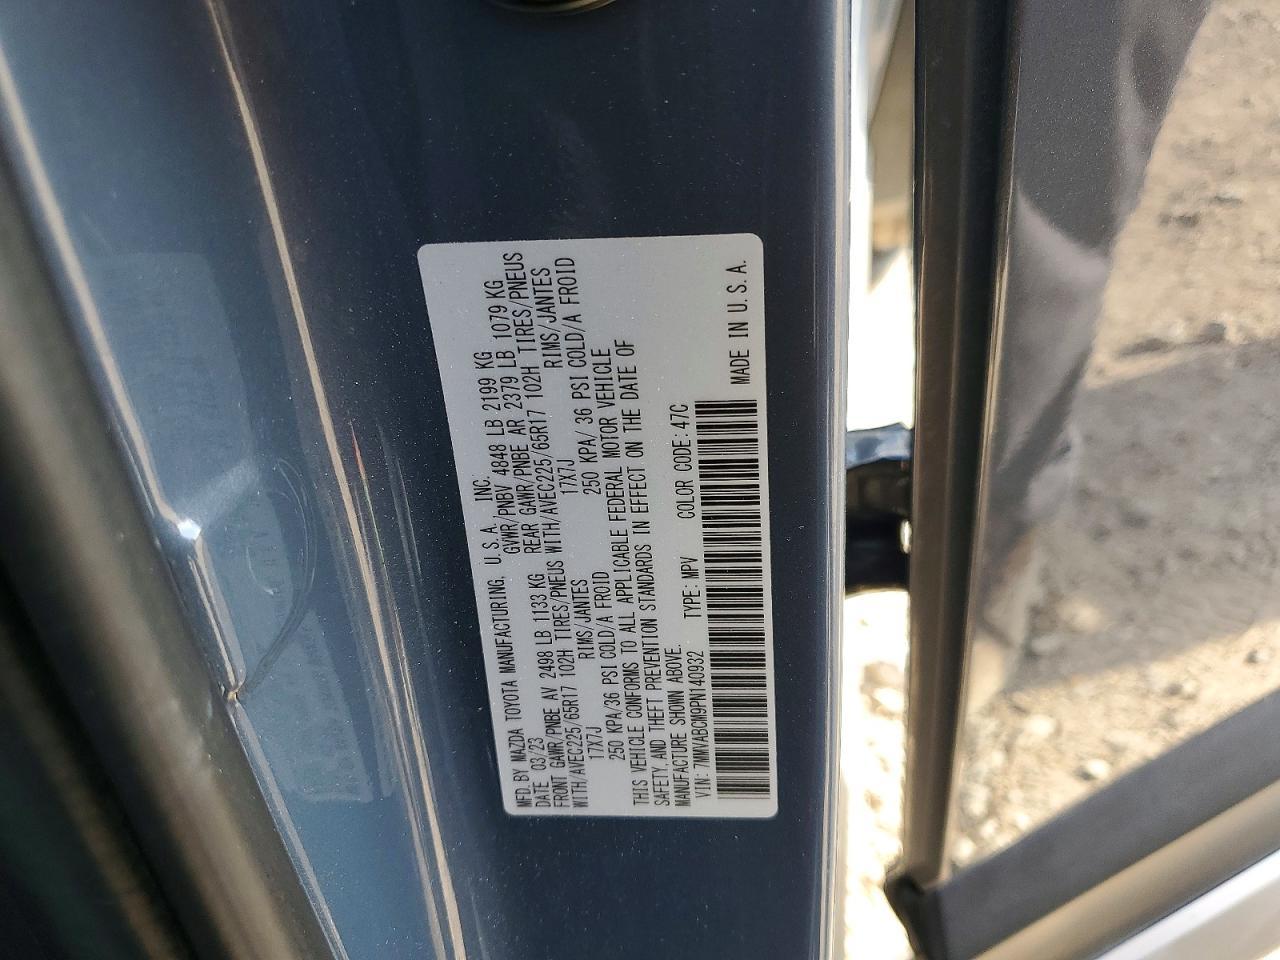 MFD. BY MAZDA TOYOTA MANUFACTURING, U.S.A., INC.
DATE 03/23 GVWR/PNBV 4848 LB 2199 KG
FRONT GAWR/PNBE AV 2498 LB 1133 KG REAR GAWR/PNBE AR 2379 LB 1079 KG
WITH/AVEC225/65R17 102H TIRES/PNEUS WITH/AVEC225/65R17 102H TIRES/PNEUS
17X7J RIMS/JANTES 17X7J RIMS/JANTES
250 KPA/36 PSI COLD/A FROID 250 KPA/ 36 PSI COLD/A FROID
THIS VEHICLE CONFORMS TO ALL APPLICABLE FEDERAL MOTOR VEHICLE
SAFETY AND THEFT PREVENTION STANDARDS IN EFFECT ON THE DATE OF
MANUFACTURE SHOWN ABOVE.
VIN: 7MMVABCM9PN140932 TYPE: MPV COLOR CODE: 47C
MADE IN U.S.A.